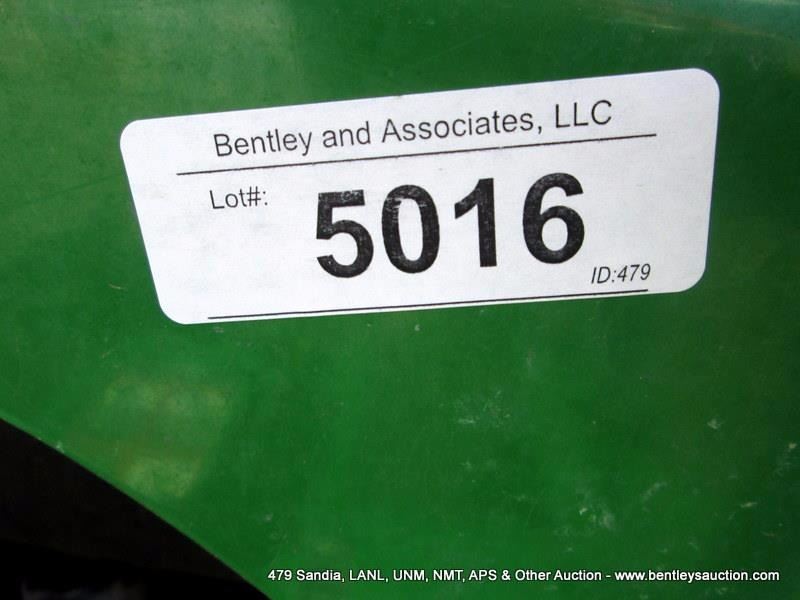 Bentley and Associates, LLC
Lot#:
5016
ID:479
479 Sandia, LANL, UNM, NMT, APS & Other Auction - www.bentleysauction.com